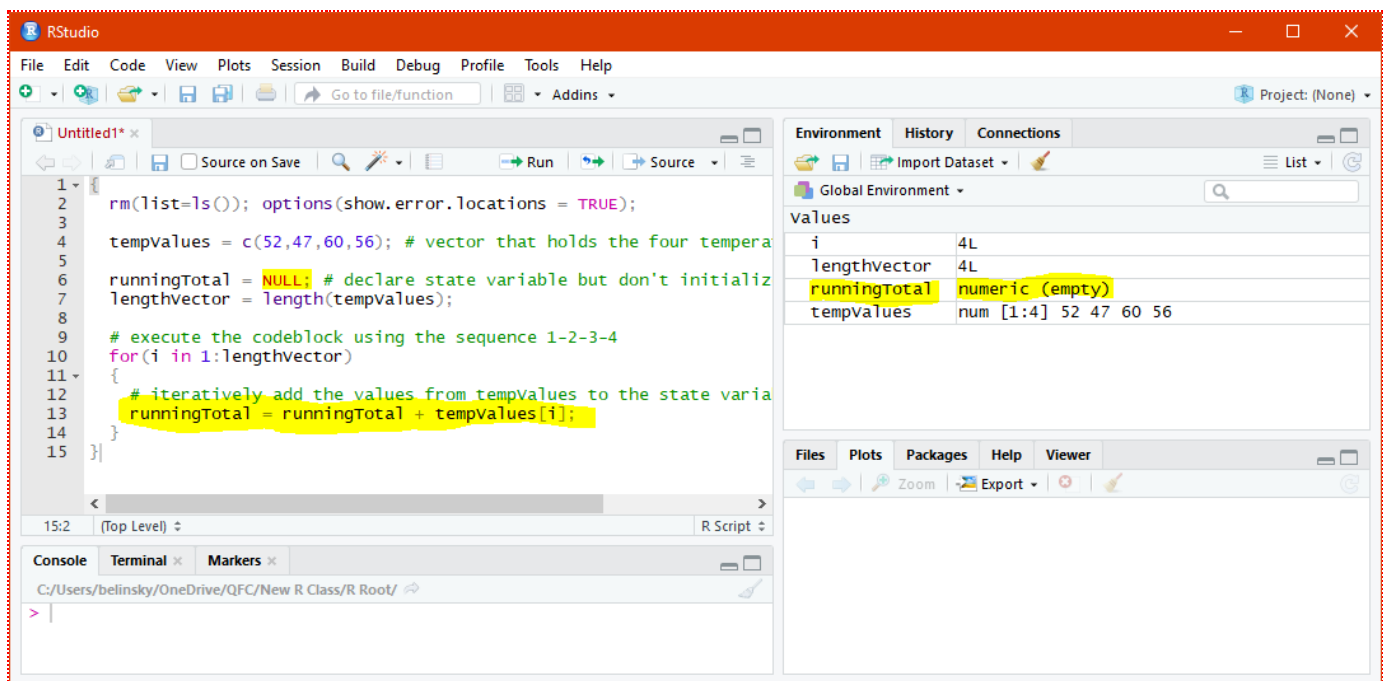 RStudio
File Edit Code View Plots Session Build Debug Profile Tools Help
Go to file/function Addins Project: (None)
Untitled1*
Source on Save Run Source
1 {
2 rm(list=ls()); options(show.error.locations = TRUE);
3
4 tempValues = c(52,47,60,56); # vector that holds the four tempera
5
6 runningTotal = NULL; # declare state variable but don't initializ
7 lengthVector = length(tempValues);
8
9 # execute the codeblock using the sequence 1-2-3-4
10 for(i in 1:lengthVector)
11 {
12 # iteratively add the values from tempValues to the state varia
13 runningTotal = runningTotal + tempValues[i];
14 }
15 }
15:2 (Top Level) R Script
Console Terminal Markers
C:/Users/belinsky/OneDrive/QFC/New R Class/R Root/
>
Environment History Connections
Import Dataset List
Global Environment
Values
i 4L
lengthVector 4L
runningTotal numeric (empty)
tempValues num [1:4] 52 47 60 56
Files Plots Packages Help Viewer
Zoom Export